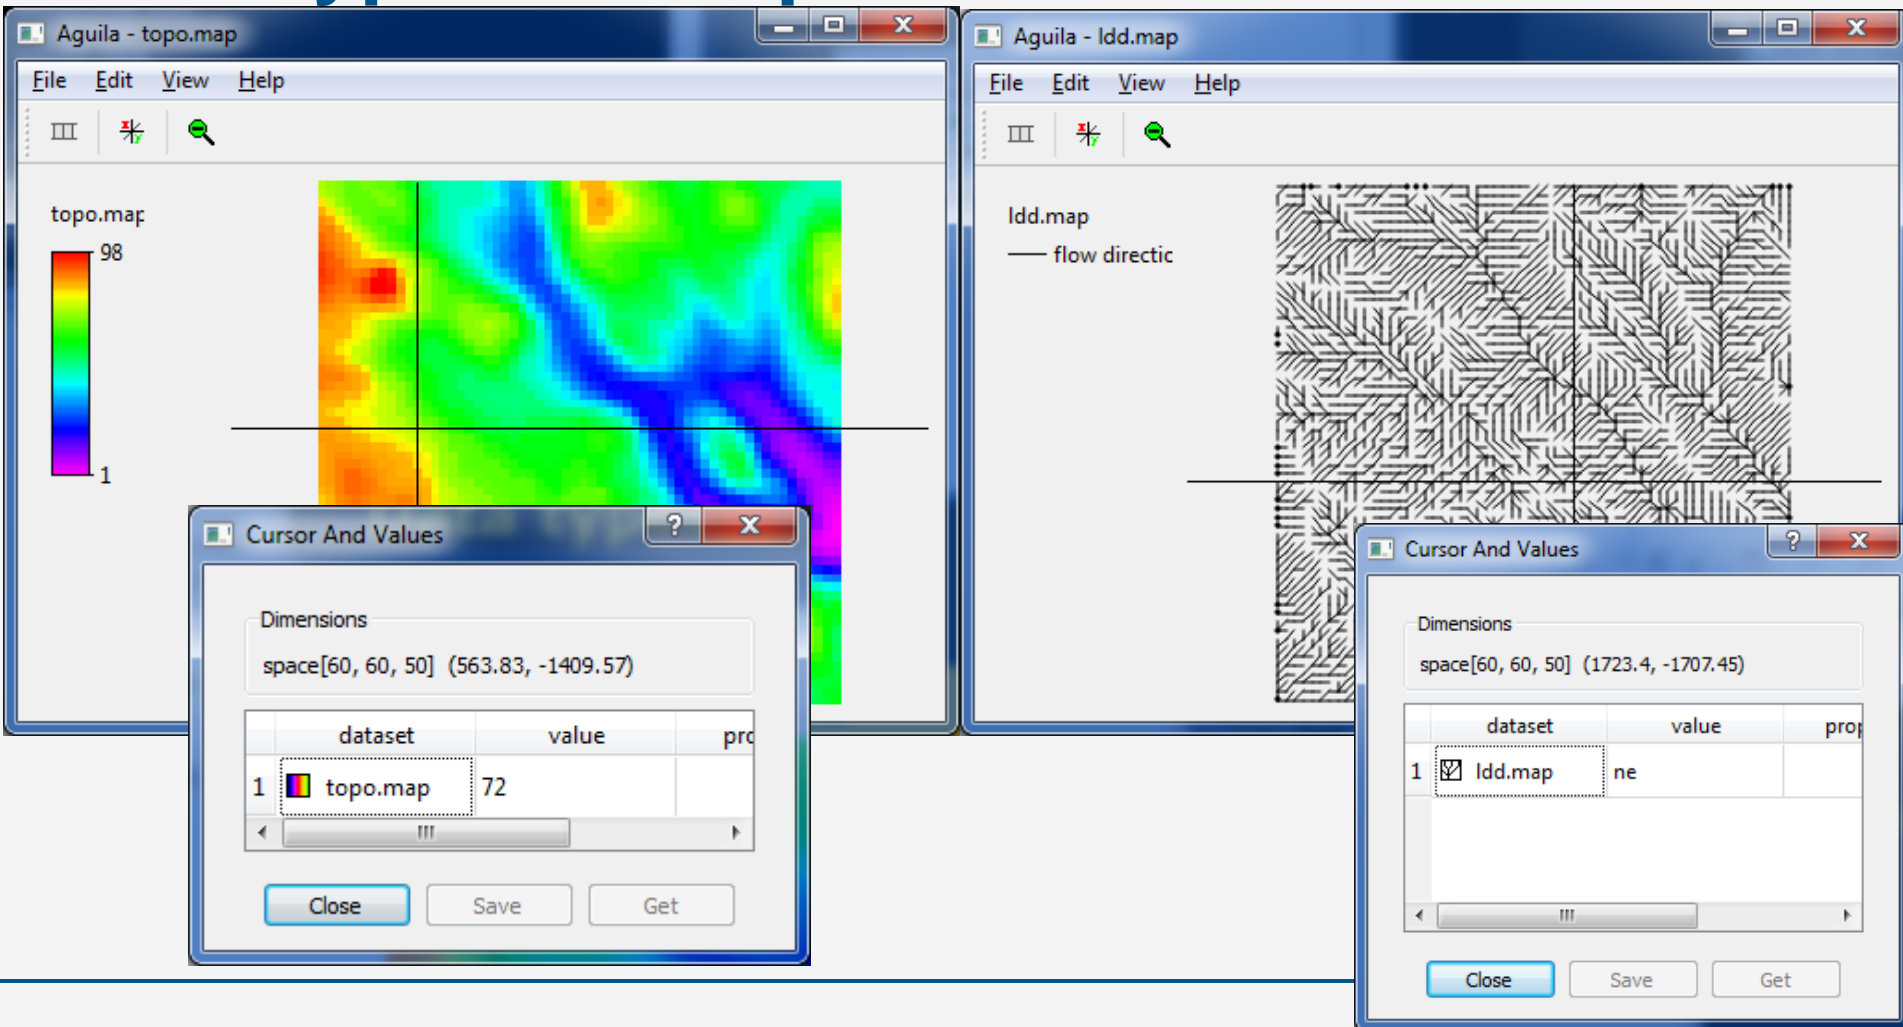 Aguila - topo.map
File Edit View Help
topo.map
98
1
Aguila - ldd.map
File Edit View Help
ldd.map
flow directic
Cursor And Values
Dimensions
space[60, 60, 50] (563.83, -1409.57)
dataset value pro
1 topo.map 72
Close Save Get
Cursor And Values
Dimensions
space[60, 60, 50] (1723.4, -1707.45)
dataset value prop
1 ldd.map ne
Close Save Get